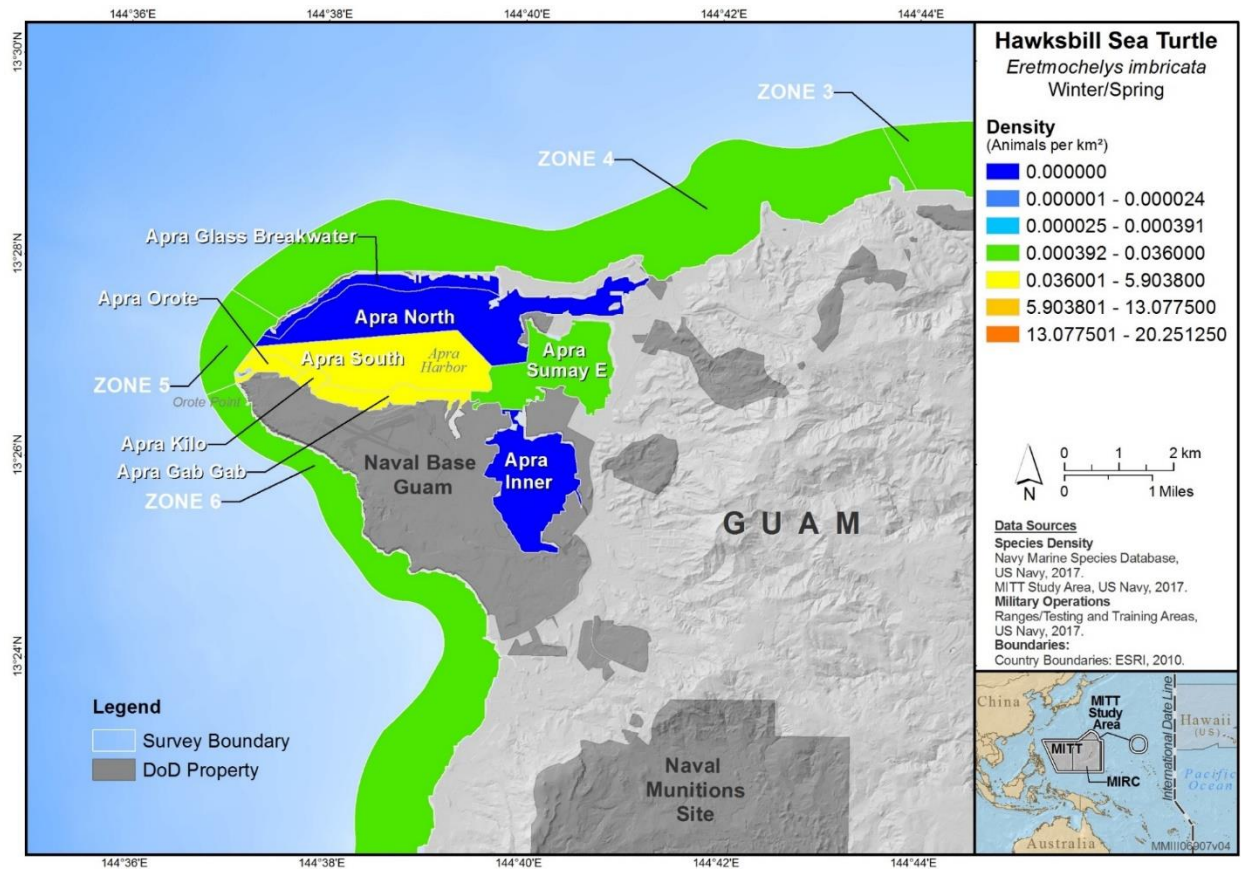 144°36'E
144°38'E
144°40'E
144°42'E
144°44'E
13°30'N
13°28'N
13°26'N
13°24'N
ZONE 3
ZONE 4
Apra Glass Breakwater
Apra Orote
Apra North
Apra South
Apra
Harbor
Apra
Sumay E
ZONE 5
Orote Point
Apra Kilo
Apra Gab Gab
ZONE 6
Naval Base
Guam
Apra
Inner
GUAM
Naval
Munitions
Site
Legend
Survey Boundary
DoD Property
144°36'E
144°38'E
144°40'E
144°42'E
144°44'E
Hawksbill Sea Turtle
Eretmochelys imbricata
Winter/Spring
Density
(Animals per km²)
0.000000
0.000001 - 0.000024
0.000025 - 0.000391
0.000392 - 0.036000
0.036001 - 5.903800
5.903801 - 13.077500
13.077501 - 20.251250
N
0 1 2 km
0 1 Miles
Data Sources
Species Density
Navy Marine Species Database,
US Navy, 2017.
MITT Study Area, US Navy, 2017.
Military Operations
Ranges/Testing and Training Areas,
US Navy, 2017.
Boundaries:
Country Boundaries: ESRI, 2010.
China
MITT
Study
Area
International Date Line
Hawaii
(US)
MITT
MIRC
Pacific
Ocean
Australia
MMIII06907v04